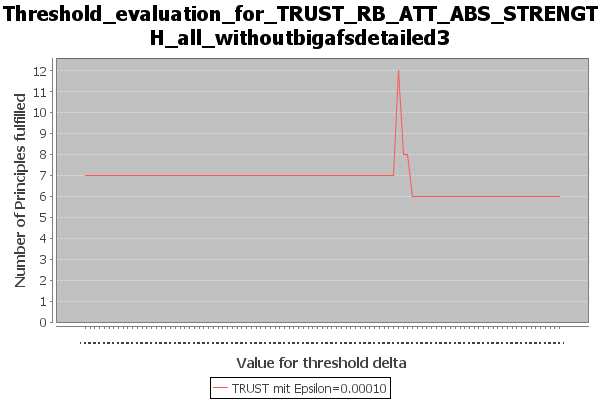 Threshold_evaluation_for_TRUST_RB_ATT_ABS_STRENGT
H_all_withoutbigafsdetailed3
Number of Principles fulfilled
12
11
10
9
8
7
6
5
4
3
2
1
0
Value for threshold delta
TRUST mit Epsilon=0.00010